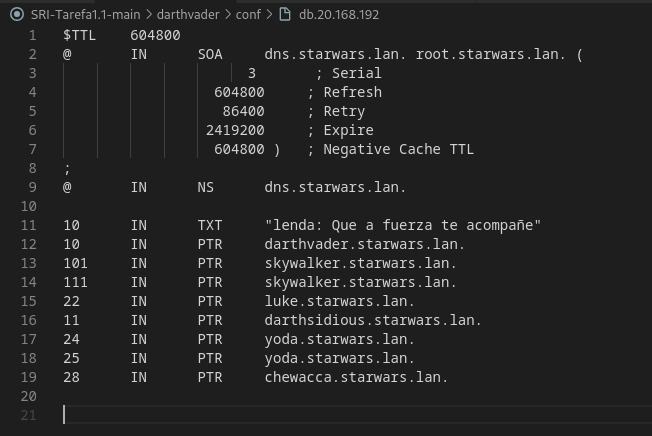 SRI-Tarefa1.1-main > darthvader > conf > db.20.168.192
1 $TTL 604800
2 @ IN SOA dns.starwars.lan. root.starwars.lan. (
3 3 ; Serial
4 604800 ; Refresh
5 86400 ; Retry
6 2419200 ; Expire
7 604800 ) ; Negative Cache TTL
8 ;
9 @ IN NS dns.starwars.lan.
10
11 10 IN TXT "lenda: Que a fuerza te acompañe"
12 10 IN PTR darthvader.starwars.lan.
13 101 IN PTR skywalker.starwars.lan.
14 111 IN PTR skywalker.starwars.lan.
15 22 IN PTR luke.starwars.lan.
16 11 IN PTR darthsidious.starwars.lan.
17 24 IN PTR yoda.starwars.lan.
18 25 IN PTR yoda.starwars.lan.
19 28 IN PTR chewacca.starwars.lan.
20
21